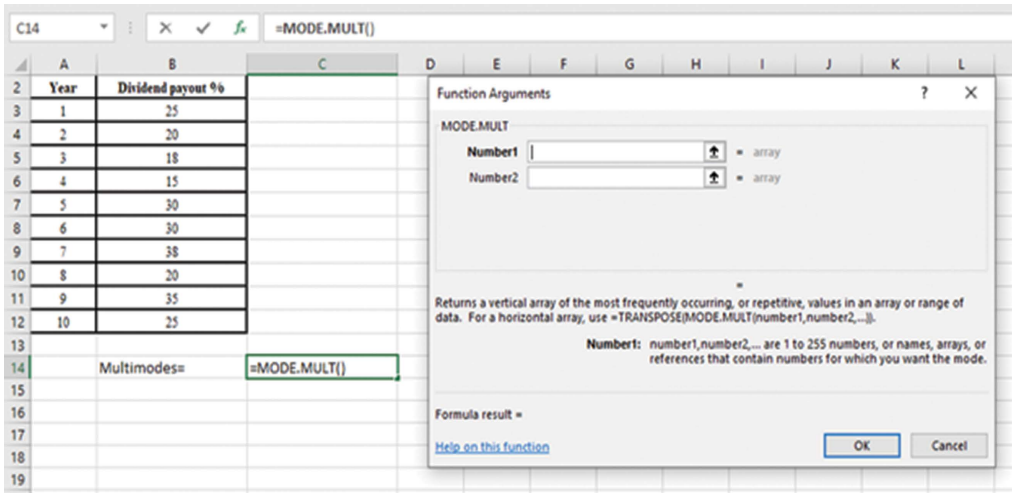 C14 fx =MODE.MULT()
A B C D E F G H I J K L
2 Year Dividend payout %
3 1 25
4 2 20
5 3 18
6 4 15
7 5 30
8 6 30
9 7 38
10 8 20
11 9 35
12 10 25
13
14 Multimodes= =MODE.MULT()
15
16
17
18
19
Function Arguments ? X
MODE.MULT
Number1 = array
Number2 = array
=
Returns a vertical array of the most frequently occurring, or repetitive, values in an array or range of
data. For a horizontal array, use =TRANSPOSE(MODE.MULT(number1,number2,...)).
Number1: number1,number2,... are 1 to 255 numbers, or names, arrays, or
references that contain numbers for which you want the mode.
Formula result =
Help on this function OK Cancel